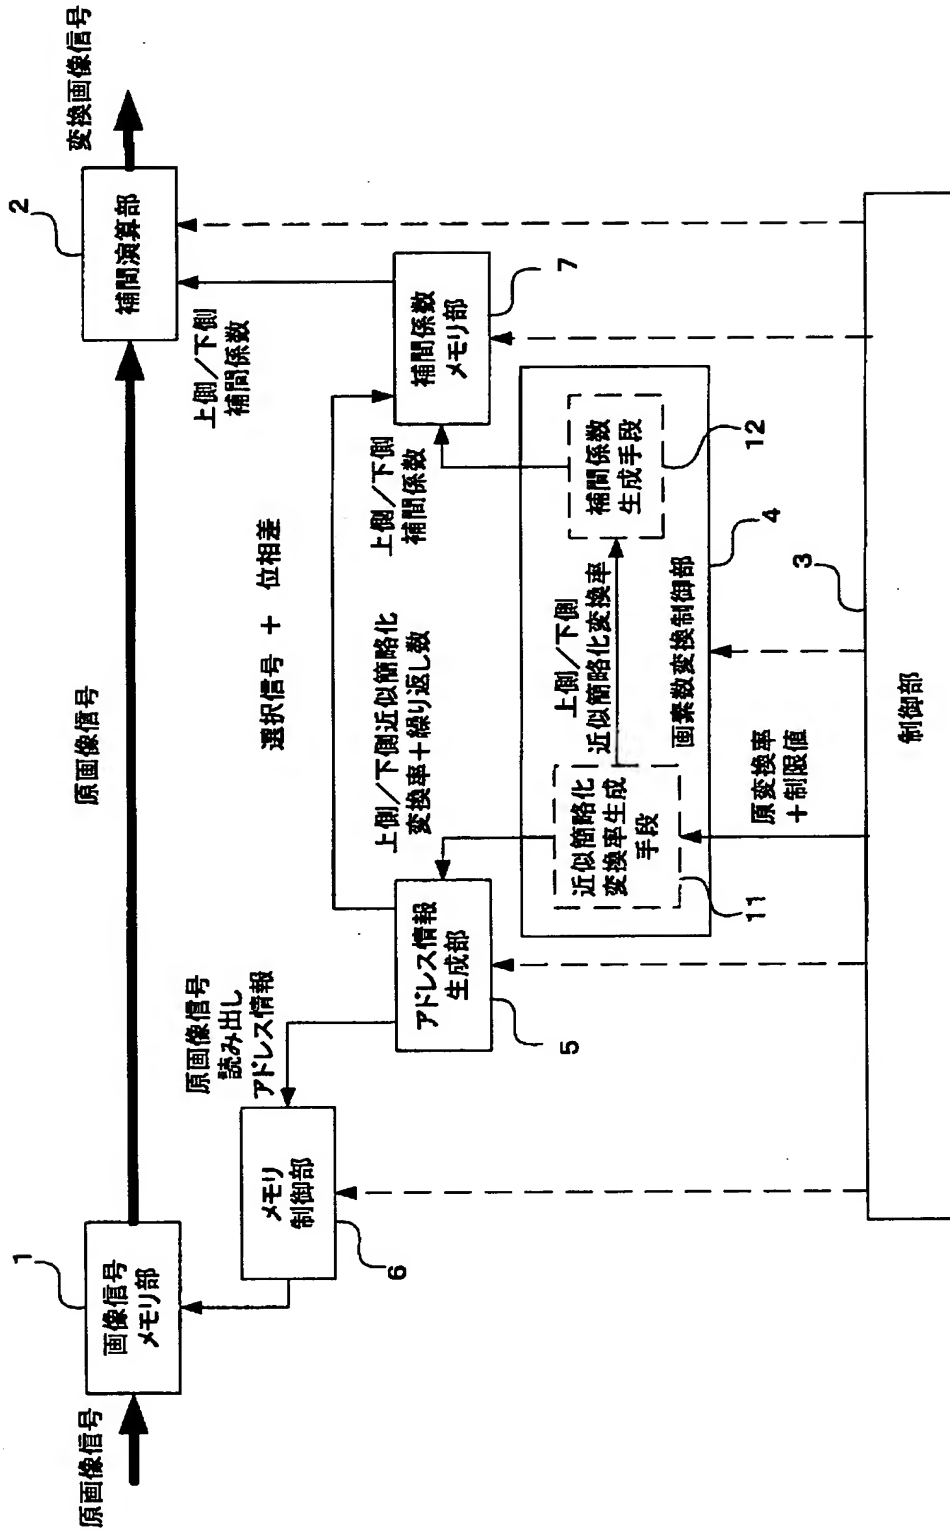 原画像信号
1
画像信号
メモリ部
原画像信号
2
補間演算部
変換画像信号
原画像信号
読み出し
アドレス情報
選択信号 + 位相差
上側/下側
補間係数
メモリ
制御部
6
アドレス情報
生成部
5
上側/下側近似簡略化
変換率+繰り返し数
上側/下側
補間係数
補間係数
メモリ部
7
近似簡略化
変換率生成
手段
11
上側/下側
近似簡略化変換率
補間係数
生成手段
12
画素数変換制御部
4
原変換率
+制限値
3
制御部